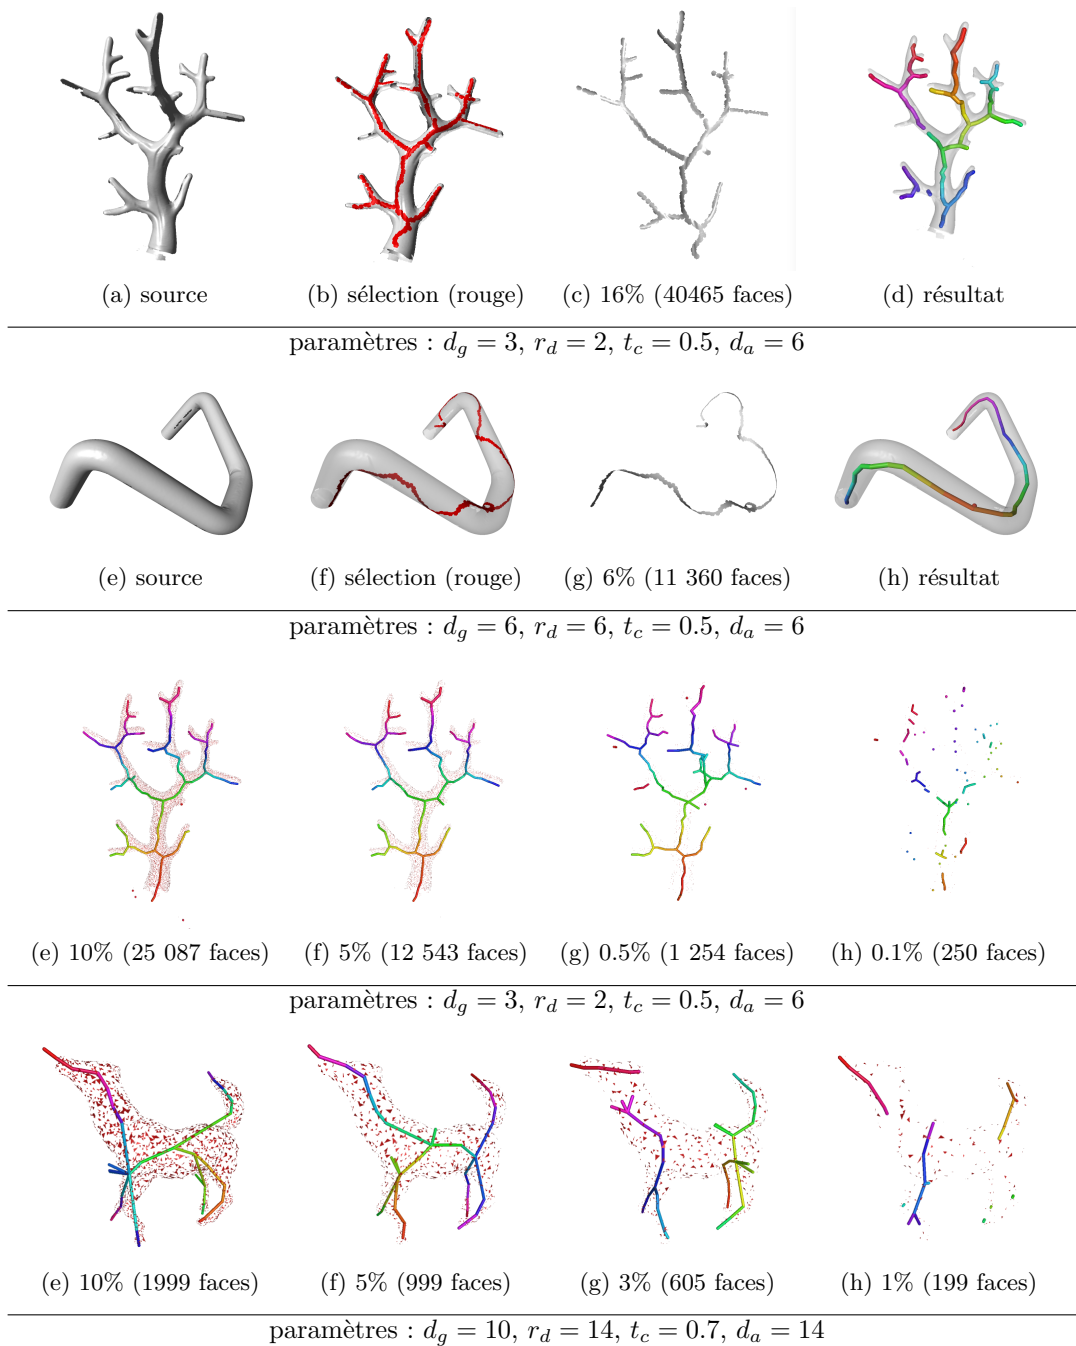 (a) source
(b) sélection (rouge)
(c) 16% (40465 faces)
(d) résultat
paramètres : d_g = 3, r_d = 2, t_c = 0.5, d_a = 6
(e) source
(f) sélection (rouge)
(g) 6% (11 360 faces)
(h) résultat
paramètres : d_g = 6, r_d = 6, t_c = 0.5, d_a = 6
(e) 10% (25 087 faces)
(f) 5% (12 543 faces)
(g) 0.5% (1 254 faces)
(h) 0.1% (250 faces)
paramètres : d_g = 3, r_d = 2, t_c = 0.5, d_a = 6
(e) 10% (1999 faces)
(f) 5% (999 faces)
(g) 3% (605 faces)
(h) 1% (199 faces)
paramètres : d_g = 10, r_d = 14, t_c = 0.7, d_a = 14